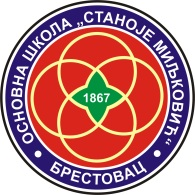 ОСНОВНА ШКОЛА „СТАНОЈЕ МИЉКОВИЋ“
1867
• БРЕСТОВАЦ •